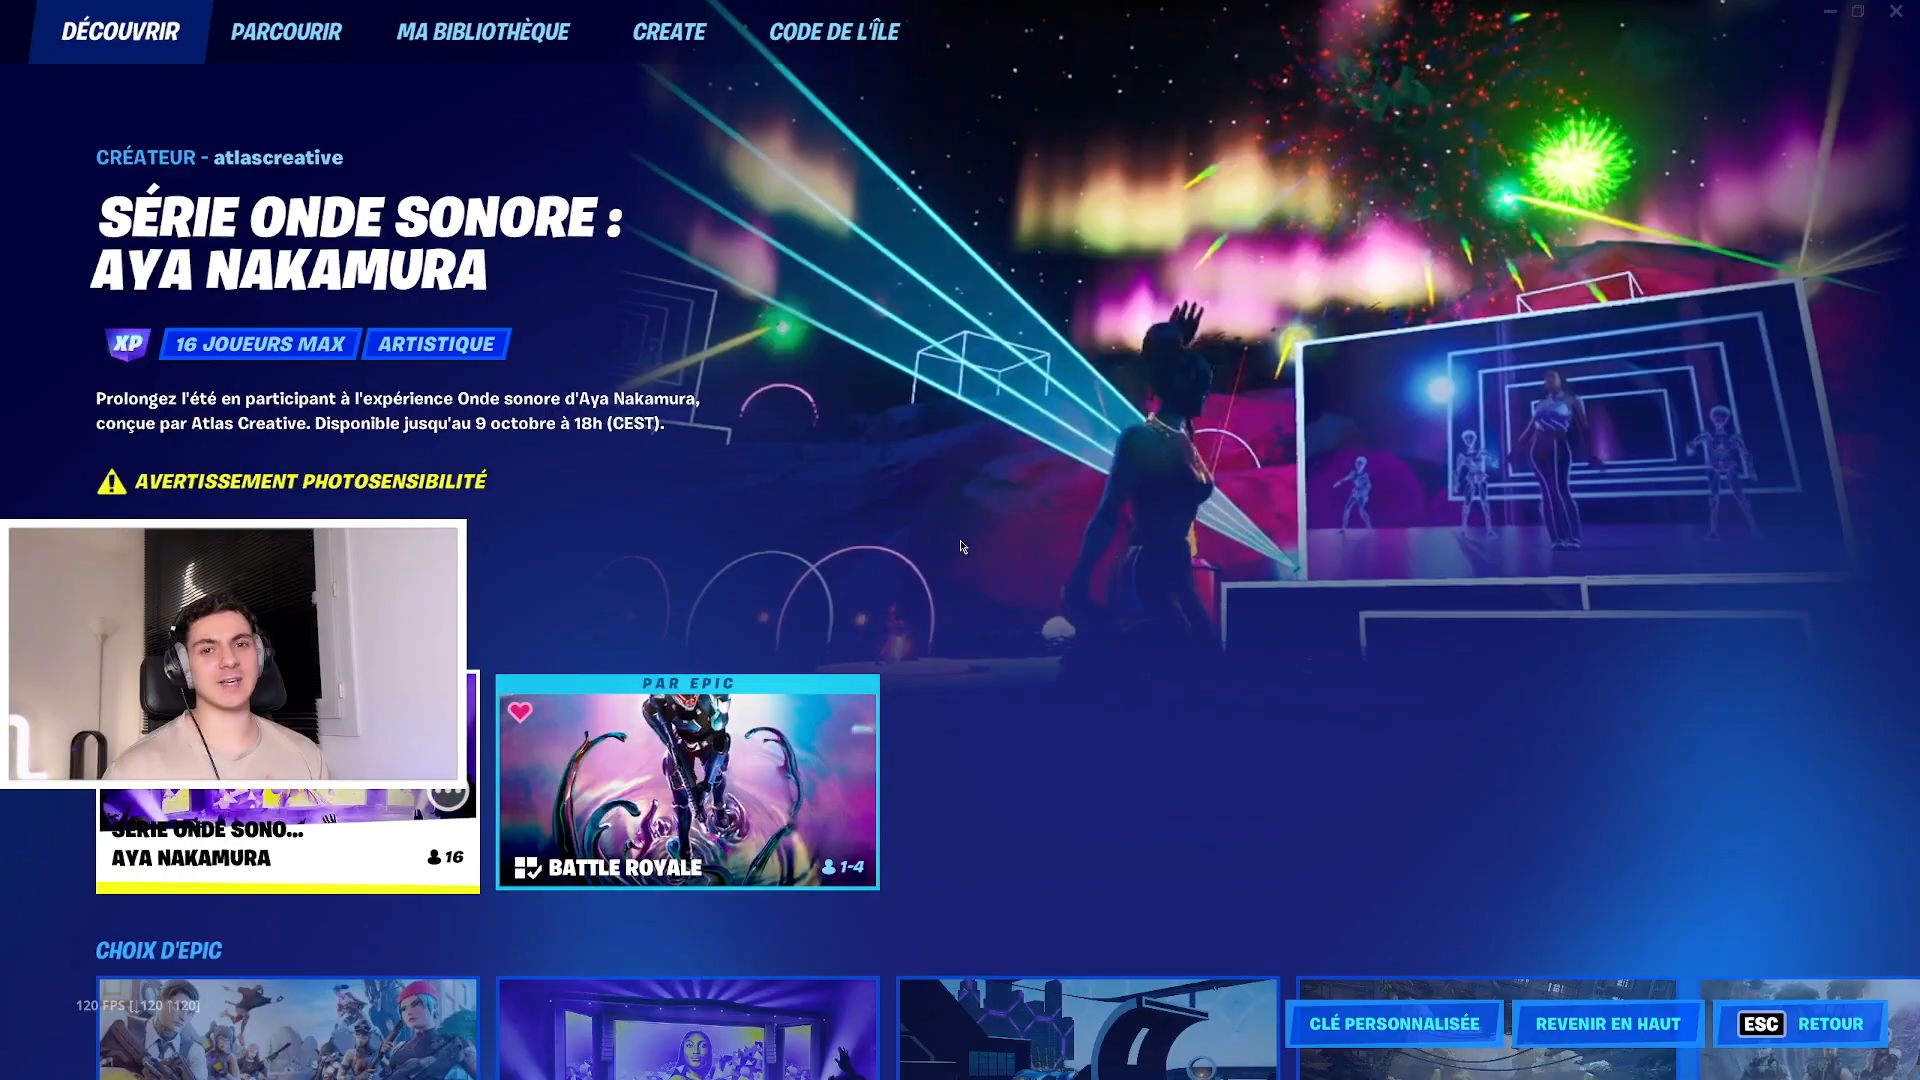 DÉCOUVRIR
PARCOURIR
MA BIBLIOTHÈQUE
CREATE
CODE DE L'ÎLE
CRÉATEUR - atlascreative
SÉRIE ONDE SONORE :
AYA NAKAMURA
XP
16 JOUEURS MAX
ARTISTIQUE
Prolongez l'été en participant à l'expérience Onde sonore d'Aya Nakamura,
conçue par Atlas Creative. Disponible jusqu'au 9 octobre à 18h (CEST).
AVERTISSEMENT PHOTOSENSIBILITÉ
SÉRIE ONDE SONO...
AYA NAKAMURA
16
PAR EPIC
BATTLE ROYALE
1-4
CHOIX D'EPIC
120 FPS [↓120 ↑120]
CLÉ PERSONNALISÉE
REVENIR EN HAUT
ESC RETOUR